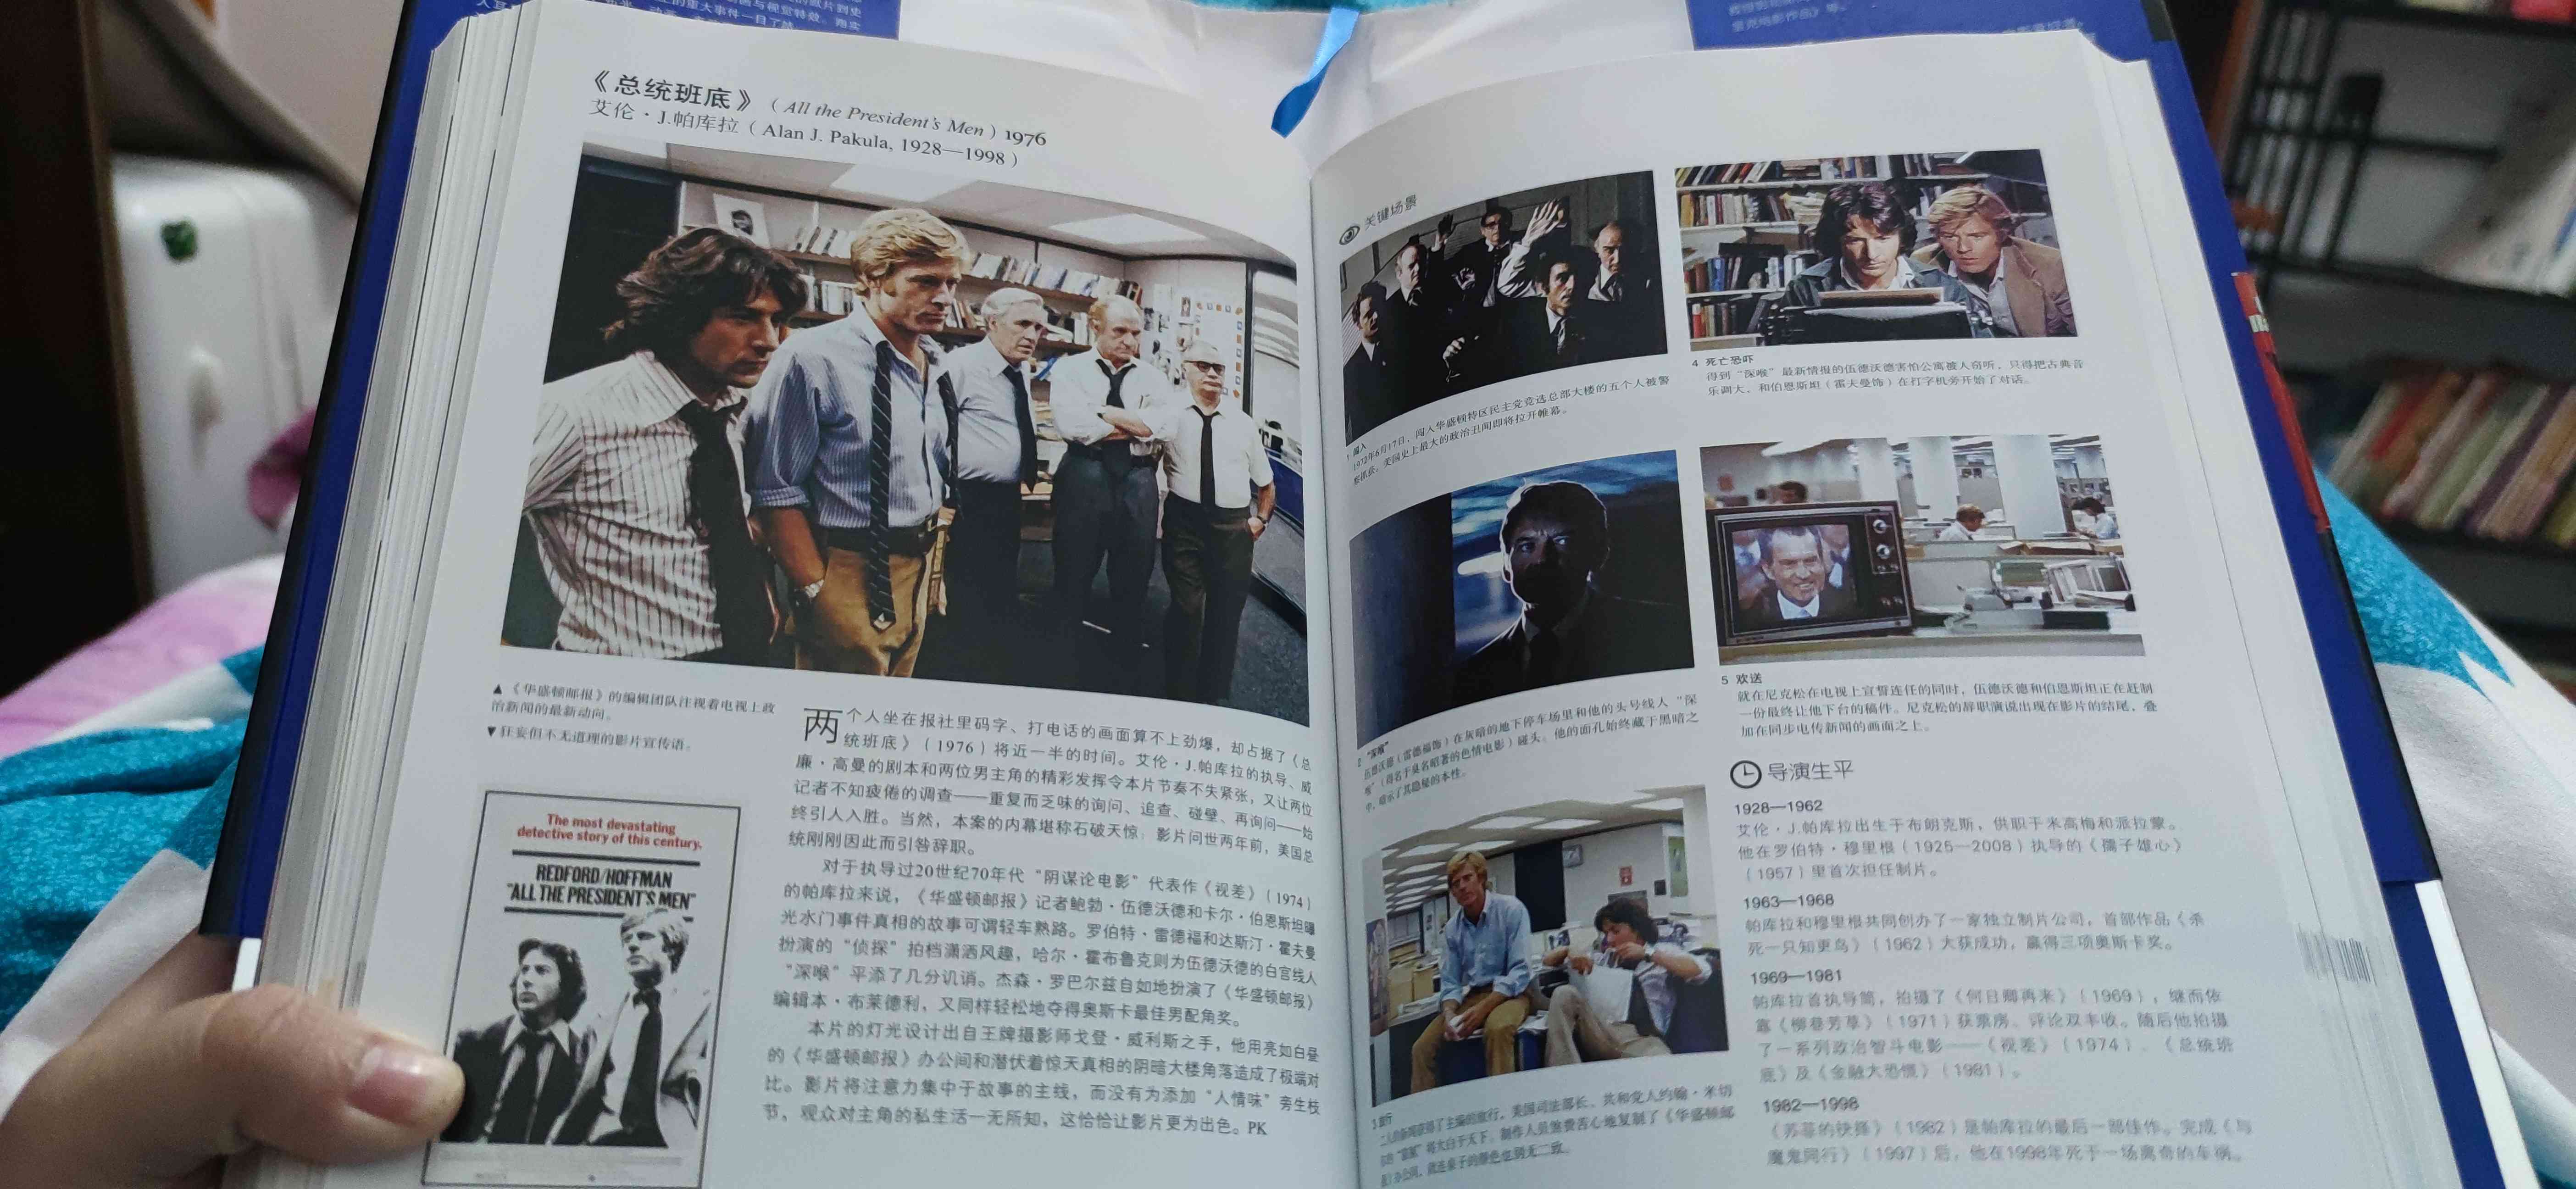 的重大事件一目了然。翔实
《总统班底》（All the President's Men）1976
艾伦·J.帕库拉（Alan J. Pakula, 1928—1998）
▲《华盛顿邮报》的编辑团队注视着电视上政
治新闻的最新动向。
▼狂妄但不无道理的影片宣传语。
The most devastating
detective story of this century.
REDFORD/HOFFMAN
"ALL THE PRESIDENT'S MEN"
两个人坐在报社里码字、打电话的画面算不上劲爆，却占据了《总
统班底》（1976）将近一半的时间。艾伦·J.帕库拉的执导、威
廉·高曼的剧本和两位男主角的精彩发挥令本片节奏不失紧张，又让两位
记者不知疲倦的调查——重复而乏味的询问、追查、碰壁、再询问——始
终引人入胜。当然，本案的内幕堪称石破天惊：影片问世两年前，美国总
统刚刚因此而引咎辞职。
对于执导过20世纪70年代“阴谋论电影”代表作《视差》（1974）
的帕库拉来说，《华盛顿邮报》记者鲍勃·伍德沃德和卡尔·伯恩斯坦曝
光水门事件真相的故事可谓轻车熟路。罗伯特·雷德福和达斯汀·霍夫曼
扮演的“侦探”拍档潇洒风趣，哈尔·霍布鲁克则为伍德沃德的白宫线人
“深喉”平添了几分讥诮。杰森·罗巴尔兹自如地扮演了《华盛顿邮报》
编辑本·布莱德利，又同样轻松地夺得奥斯卡最佳男配角奖。
本片的灯光设计出自王牌摄影师戈登·威利斯之手，他用亮如白昼
的《华盛顿邮报》办公间和潜伏着惊天真相的阴暗大楼角落造成了极端对
比。影片将注意力集中于故事的主线，而没有为添加“人情味”旁生枝
节，观众对主角的私生活一无所知，这恰恰让影片更为出色。PK
关键场景
1 闯入
1972年6月17日，闯入华盛顿特区民主党竞选总部大楼的五个人被警
察抓获。美国史上最大的政治丑闻即将拉开帷幕。
2 “深喉”
伍德沃德（雷德福饰）在灰暗的地下停车场里和他的头号线人“深
喉”（得名于臭名昭著的色情电影）碰头。他的面孔始终藏于黑暗之
中，暗示了其隐秘的本性。
3 放行
二人的新闻获得了主编的放行，美国司法部长、共和党人约翰·米切
尔的“黑幕”将大白于天下。制作人员煞费苦心地复制了《华盛顿邮
报》办公间，就连桌子的颜色也别无二致。
4 死亡恐吓
得到“深喉”最新情报的伍德沃德害怕公寓被人窃听，只得把古典音
乐调大，和伯恩斯坦（霍夫曼饰）在打字机旁开始了对话。
5 欢送
就在尼克松在电视上宣誓连任的同时，伍德沃德和伯恩斯坦正在赶制
一份最终让他下台的稿件。尼克松的辞职演说出现在影片的结尾，叠
加在同步电传新闻的画面之上。
导演生平
1928—1962
艾伦·J.帕库拉出生于布朗克斯，供职于米高梅和派拉蒙。
他在罗伯特·穆里根（1925—2008）执导的《孺子雄心》
（1957）里首次担任制片。
1963—1968
帕库拉和穆里根共同创办了一家独立制片公司，首部作品《杀
死一只知更鸟》（1962）大获成功，赢得三项奥斯卡奖。
1969—1981
帕库拉首执导筒，拍摄了《何日卿再来》（1969），继而依
靠《柳巷芳草》（1971）获票房、评论双丰收。随后他拍摄
了一系列政治智斗电影——《视差》（1974）、《总统班
底》及《金融大恐慌》（1981）。
1982—1998
《苏菲的抉择》（1982）是帕库拉的最后一部佳作。完成《与
魔鬼同行》（1997）后，他在1998年死于一场离奇的车祸。